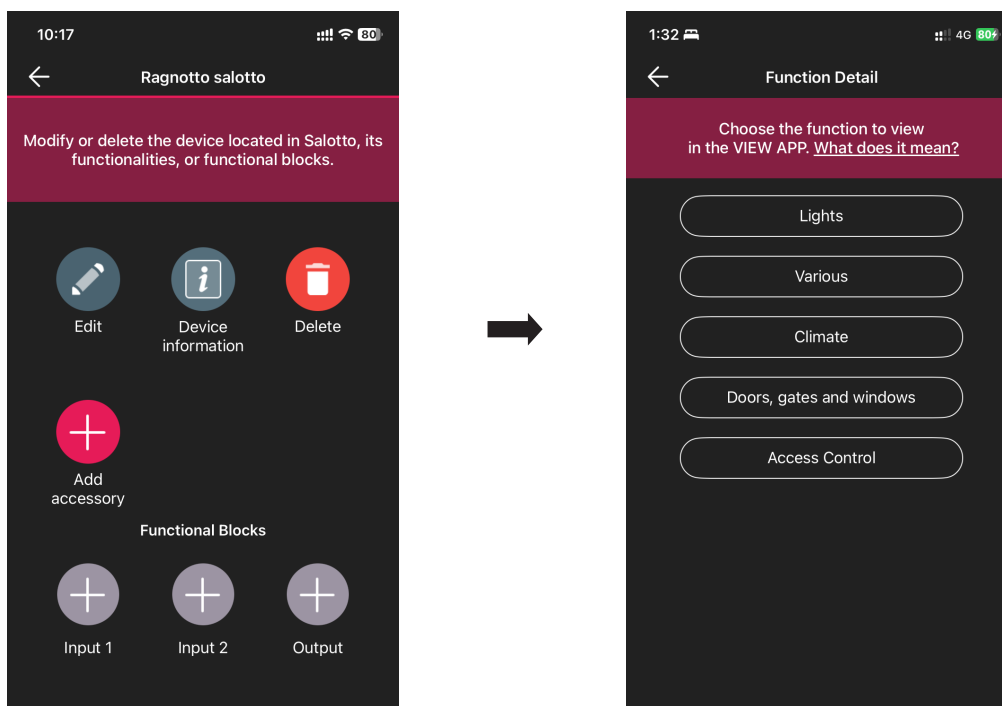 10:17
80
Ragnotto salotto
Modify or delete the device located in Salotto, its
functionalities, or functional blocks.
Edit
Device
information
Delete
Add
accessory
Functional Blocks
Input 1
Input 2
Output
1:32
4G 80
Function Detail
Choose the function to view
in the VIEW APP. What does it mean?
Lights
Various
Climate
Doors, gates and windows
Access Control